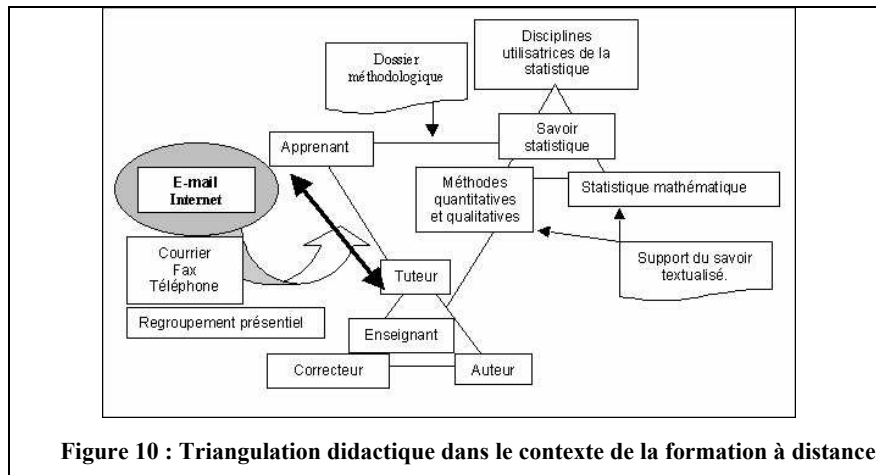 Disciplines
utilisatrices de la
statistique
Dossier
méthodologique
Savoir
statistique
Apprenant
E-mail
Internet
Méthodes
quantitatives
et qualitatives
Statistique mathématique
Courrier
Fax
Téléphone
Support du savoir
textualisé.
Tuteur
Regroupement présentiel
Enseignant
Correcteur
Auteur
Figure 10 : Triangulation didactique dans le contexte de la formation à distance